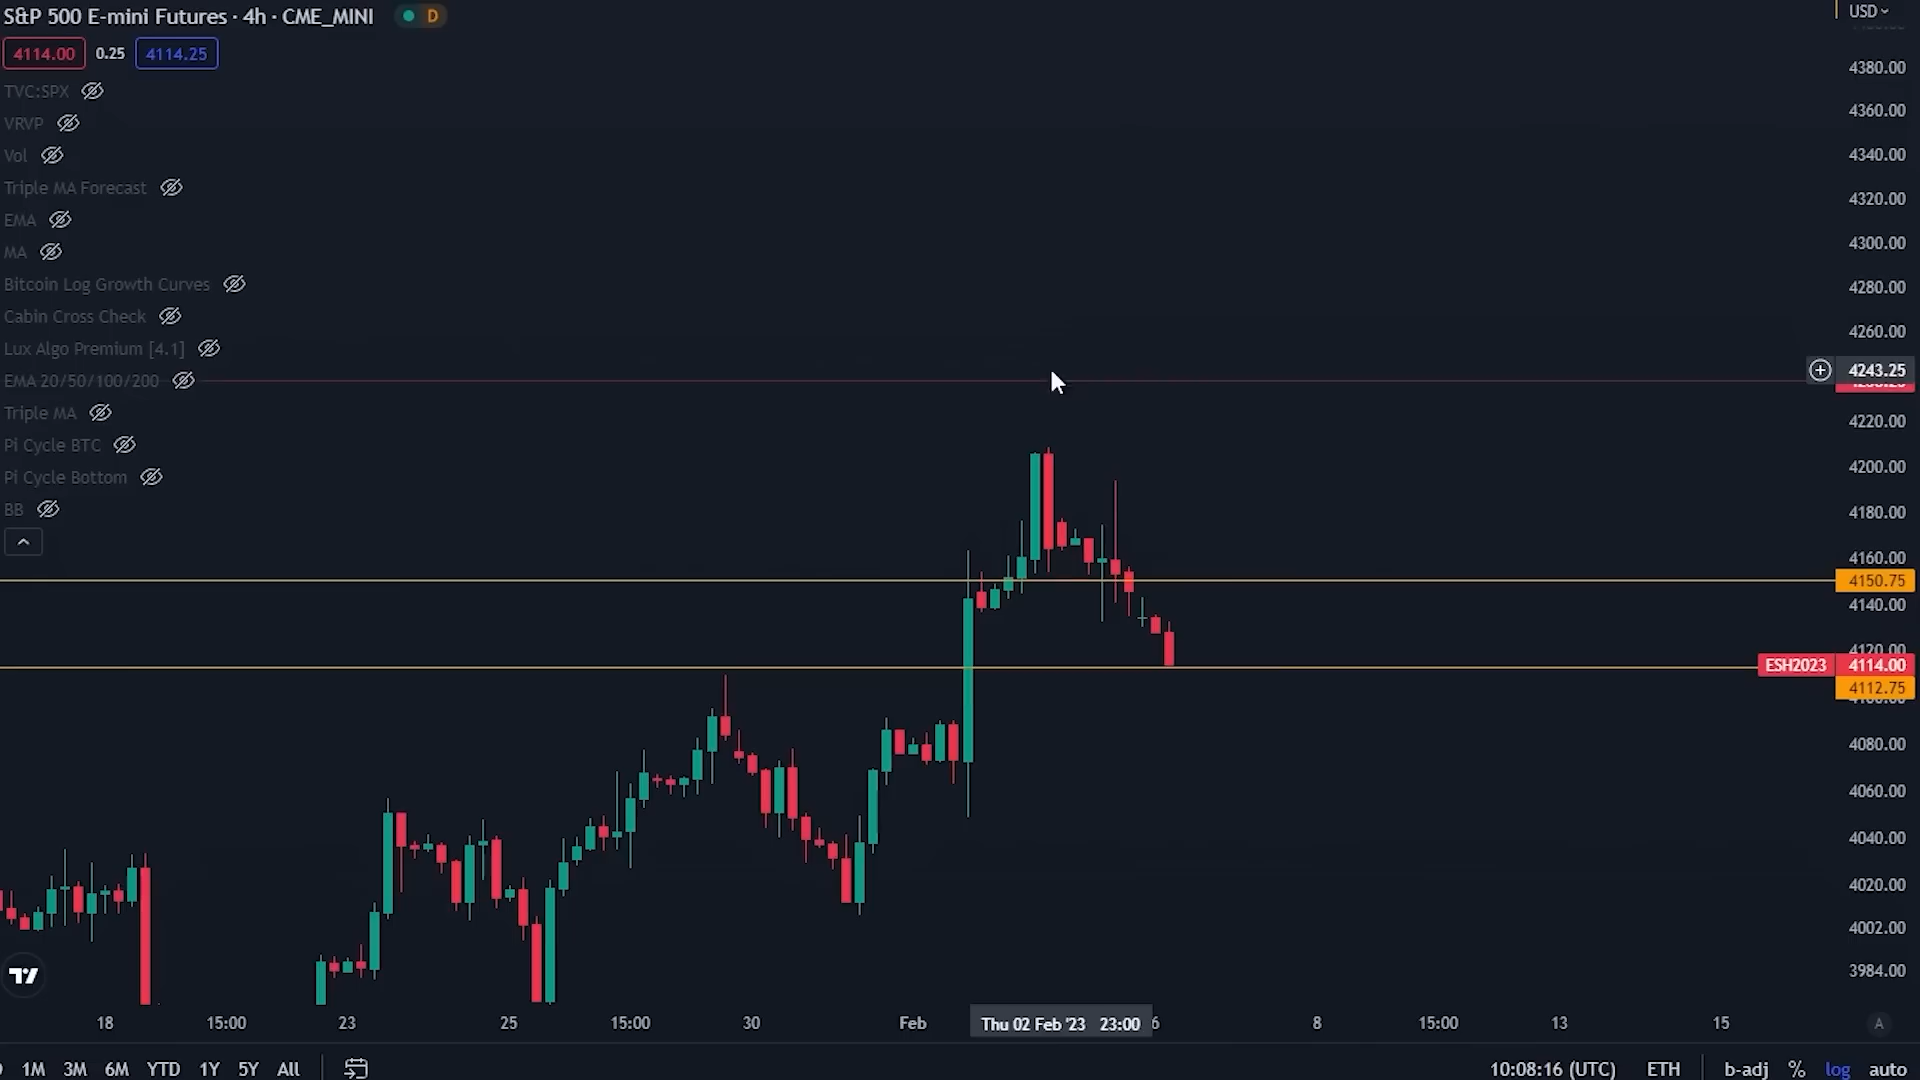 S&P 500 E-mini Futures · 4h · CME_MINI D
USD
4114.00 0.25 4114.25
TVC:SPX
VRVP
Vol
Triple MA Forecast
EMA
MA
Bitcoin Log Growth Curves
Cabin Cross Check
Lux Algo Premium [4.1]
EMA 20/50/100/200
Triple MA
Pi Cycle BTC
Pi Cycle Bottom
BB
4380.00
4360.00
4340.00
4320.00
4300.00
4280.00
4260.00
4243.25
4220.00
4200.00
4180.00
4160.00
4150.75
4140.00
4120.00
ESH2023 4114.00
4112.75
4080.00
4060.00
4040.00
4020.00
4002.00
3984.00
18 15:00 23 25 15:00 30 Feb Thu 02 Feb '23 23:00 6 8 15:00 13 15 A
1M 3M 6M YTD 1Y 5Y All 10:08:16 (UTC) ETH b-adj % log auto